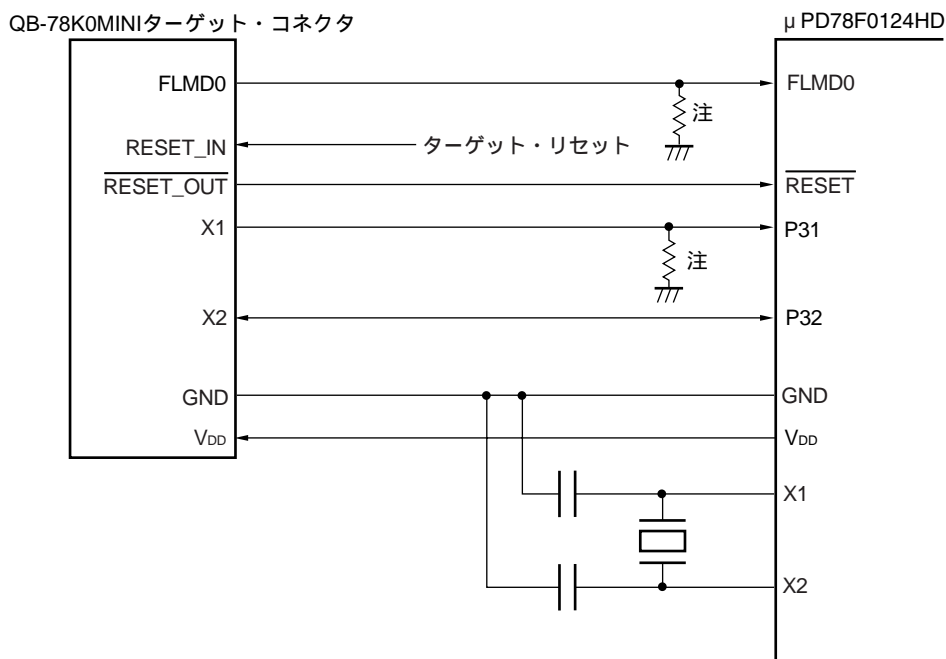 QB-78K0MINIターゲット・コネクタ
μPD78F0124HD
FLMD0
FLMD0
注
RESET_IN
ターゲット・リセット
RESET_OUT
RESET
X1
P31
注
X2
P32
GND
GND
VDD
VDD
X1
X2